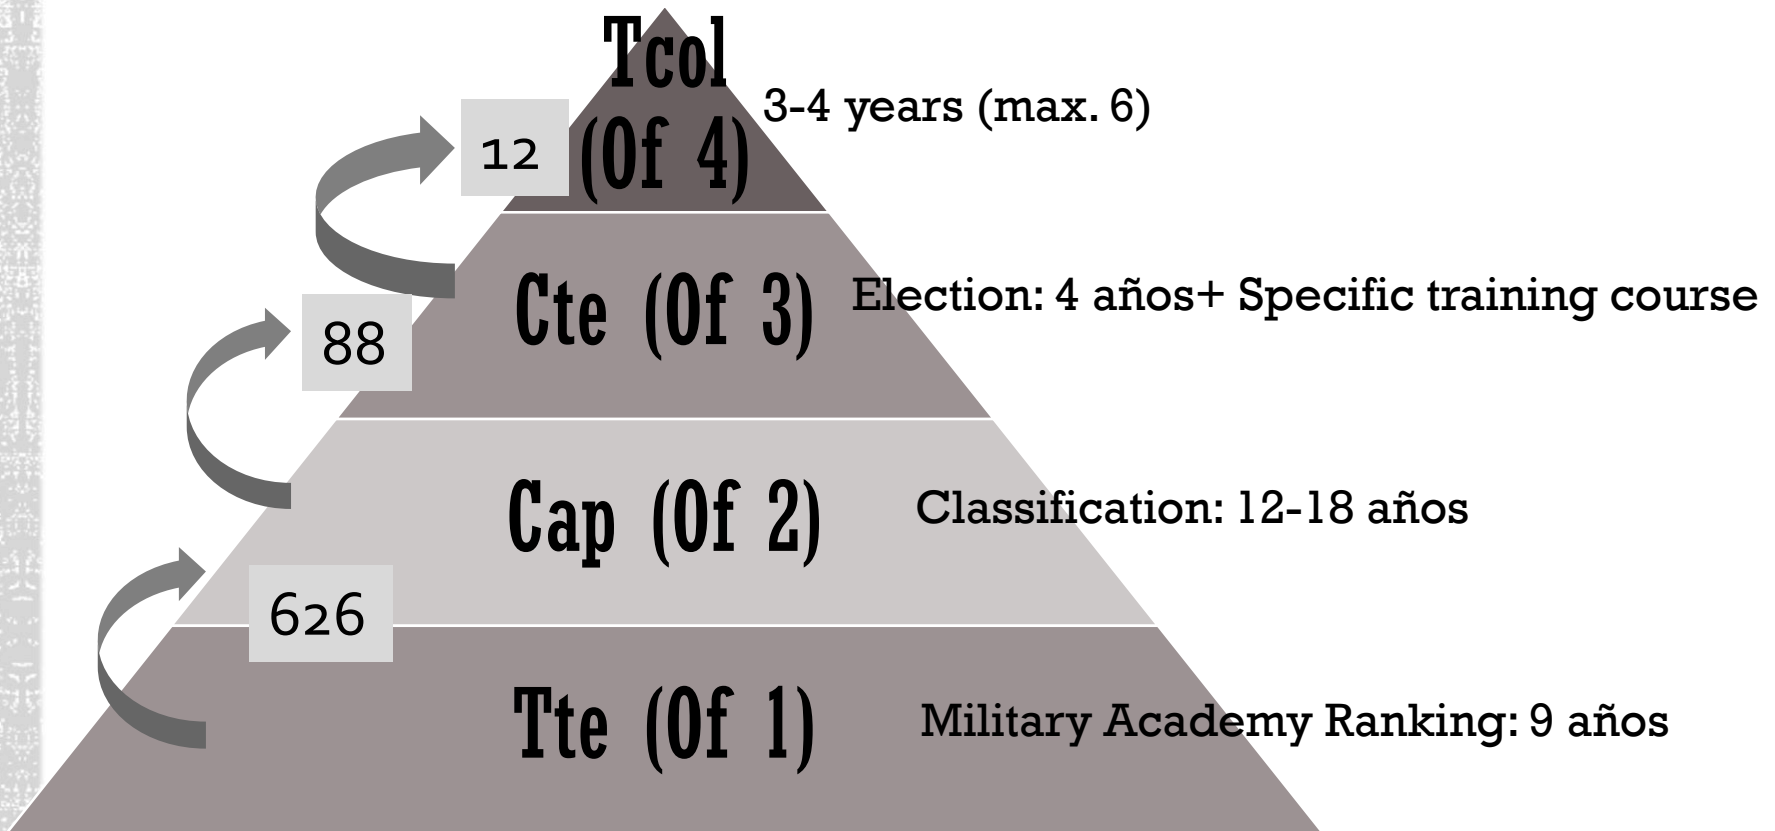 Tcol
(Of 4)
3-4 years (max. 6)
12
Cte (Of 3)
Election: 4 años+ Specific training course
88
Cap (Of 2)
Classification: 12-18 años
626
Tte (Of 1)
Military Academy Ranking: 9 años